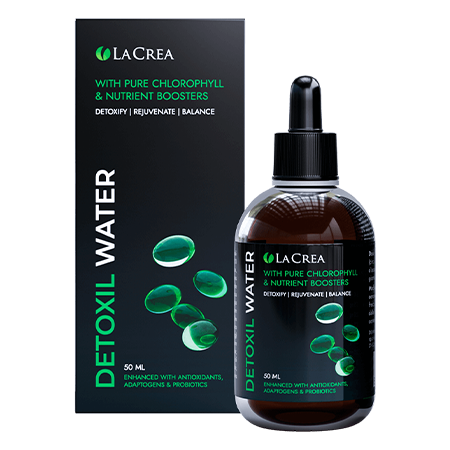 LACREA
WITH PURE CHLOROPHYLL
& NUTRIENT BOOSTERS
DETOXIFY | REJUVENATE | BALANCE
DETOXIL WATER
50 ML
ENHANCED WITH ANTIOXIDANTS,
ADAPTOGENS & PROBIOTICS
LACREA
WITH PURE CHLOROPHYLL
& NUTRIENT BOOSTERS
DETOXIFY | REJUVENATE | BALANCE
DETOXIL WATER
50 ML
ENHANCED WITH ANTIOXIDANTS,
ADAPTOGENS & PROBIOTICS